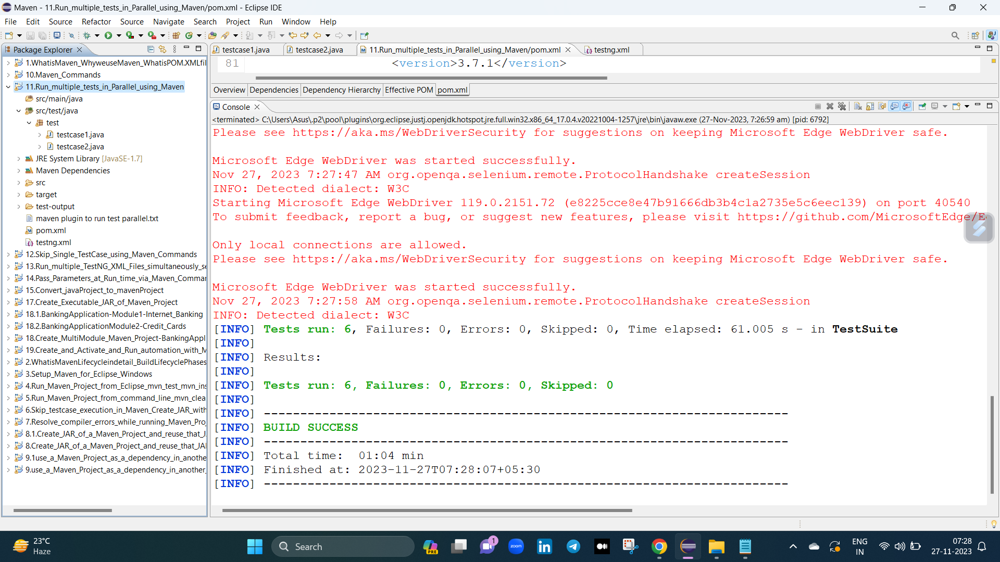 Maven - 11.Run_multiple_tests_in_Parallel_using_Maven/pom.xml - Eclipse IDE
File Edit Source Refactor Source Navigate Search Project Run Window Help
Package Explorer
1.WhatisMaven_WhyweuseMaven_WhatisPOM.XMLfil
10.Maven_Commands
11.Run_multiple_tests_in_Parallel_using_Maven
src/main/java
src/test/java
test
testcase1.java
testcase2.java
JRE System Library [JavaSE-1.7]
Maven Dependencies
src
target
test-output
maven plugin to run test parallel.txt
pom.xml
testng.xml
12.Skip_Single_TestCase_using_Maven_Commands
13.Run_multiple_TestNG_XML_Files_simultaneously_se
14.Pass_Parameters_at_Run_time_via_Maven_Comman
15.Convert_javaProject_to_mavenProject
17.Create_Executable_JAR_of_Maven_Project
18.1.BankingApplication-Module1-Internet_Banking
18.2.BankingApplicationModule2-Credit_Cards
18.Create_MultiModule_Maven_Project-BankingAppl
19.Create_and_Activate_and_Run_automation_with_M
2.WhatisMavenLifecycleindetail_BuildLifecyclePhases
3.Setup_Maven_for_Eclipse_Windows
4.Run_Maven_Project_from_Eclipse_mvn_test_mvn_ins
5.Run_Maven_Project_from_command_line_mvn_clea
6.Skip_testcase_execution_in_Maven_Create_JAR_with
7.Resolve_compiler_errors_while_running_Maven_Proj
8.1.Create_JAR_of_a_Maven_Project_and_reuse_that_J
8.Create_JAR_of_a_Maven_Project_and_reuse_that_JAI
9.1use_a_Maven_Project_as_a_dependency_in_anothe
9.use_a_Maven_Project_as_a_dependency_in_another_
testcase1.java testcase2.java 11.Run_multiple_tests_in_Parallel_using_Maven/pom.xml testng.xml
81 <version>3.7.1</version>
Overview Dependencies Dependency Hierarchy Effective POM pom.xml
Console
<terminated> C:\Users\Asus\.p2\pool\plugins\org.eclipse.justj.openjdk.hotspot.jre.full.win32.x86_64_17.0.4.v20221004-1257\jre\bin\javaw.exe (27-Nov-2023, 7:26:59 am) [pid: 6792]
Please see https://aka.ms/WebDriverSecurity for suggestions on keeping Microsoft Edge WebDriver safe.
Microsoft Edge WebDriver was started successfully.
Nov 27, 2023 7:27:47 AM org.openqa.selenium.remote.ProtocolHandshake createSession
INFO: Detected dialect: W3C
Starting Microsoft Edge WebDriver 119.0.2151.72 (e8225cce8e47b91666db3b4c1a2735e5c6eec139) on port 40540
To submit feedback, report a bug, or suggest new features, please visit https://github.com/MicrosoftEdge/E
Only local connections are allowed.
Please see https://aka.ms/WebDriverSecurity for suggestions on keeping Microsoft Edge WebDriver safe.
Microsoft Edge WebDriver was started successfully.
Nov 27, 2023 7:27:58 AM org.openqa.selenium.remote.ProtocolHandshake createSession
INFO: Detected dialect: W3C
[INFO] Tests run: 6, Failures: 0, Errors: 0, Skipped: 0, Time elapsed: 61.005 s - in TestSuite
[INFO]
[INFO] Results:
[INFO]
[INFO] Tests run: 6, Failures: 0, Errors: 0, Skipped: 0
[INFO]
[INFO] ------------------------------------------------------------------------
[INFO] BUILD SUCCESS
[INFO] ------------------------------------------------------------------------
[INFO] Total time:  01:04 min
[INFO] Finished at: 2023-11-27T07:28:07+05:30
[INFO] ------------------------------------------------------------------------
23°C
Haze
Search
PRE
1
zoom
ENG
IN
07:28
27-11-2023